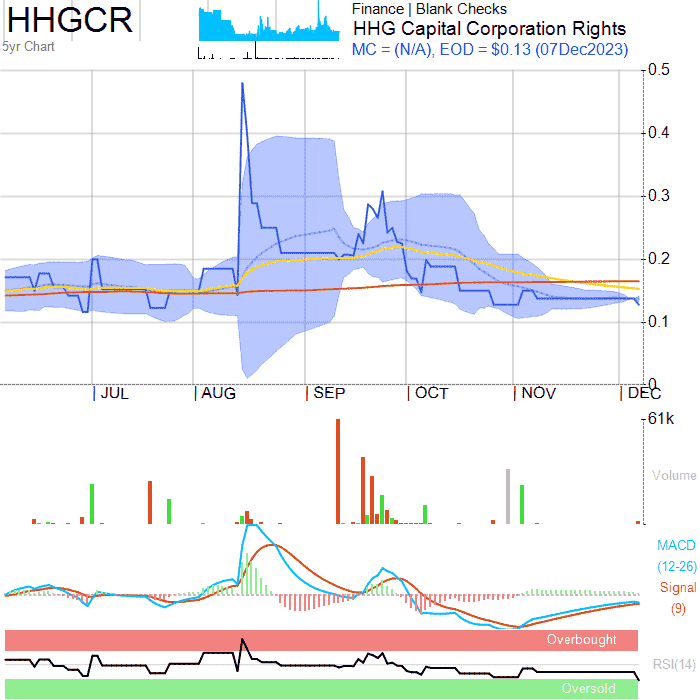 HHGCR
5yr Chart
Finance | Blank Checks
HHG Capital Corporation Rights
MC = (N/A), EOD = $0.13 (07Dec2023)
0.5
0.4
0.3
0.2
0.1
0
JUL
AUG
SEP
OCT
NOV
DEC
61k
Volume
MACD
(12-26)
Signal
(9)
Overbought
RSI(14)
Oversold